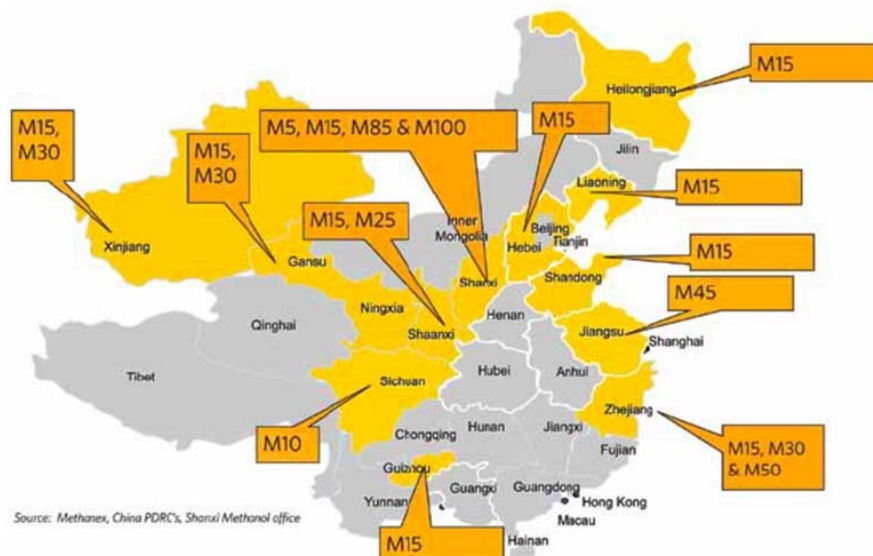 M15
Heilongjiang
M5, M15, M85 & M100
M15
M15,
M30
M15,
M30
Jilin
Liaoning
M15
M15, M25
Inner
Mongolia
Beijing
Tianjin
Hebei
Xinjiang
Gansu
M15
Shanxi
Shandong
Ningxia
M45
Henan
Qinghai
Shaanxi
Jiangsu
Shanghai
Tibet
Sichuan
Hubei
Anhui
Zhejiang
M10
Chongqing
Hunan
Jiangxi
M15, M30
& M50
Fujian
Guizhou
Yunnan
Guangxi
Guangdong
Hong Kong
Macau
Source: Methanex, China PDRC's, Shanxi Methanol office
M15
Hainan